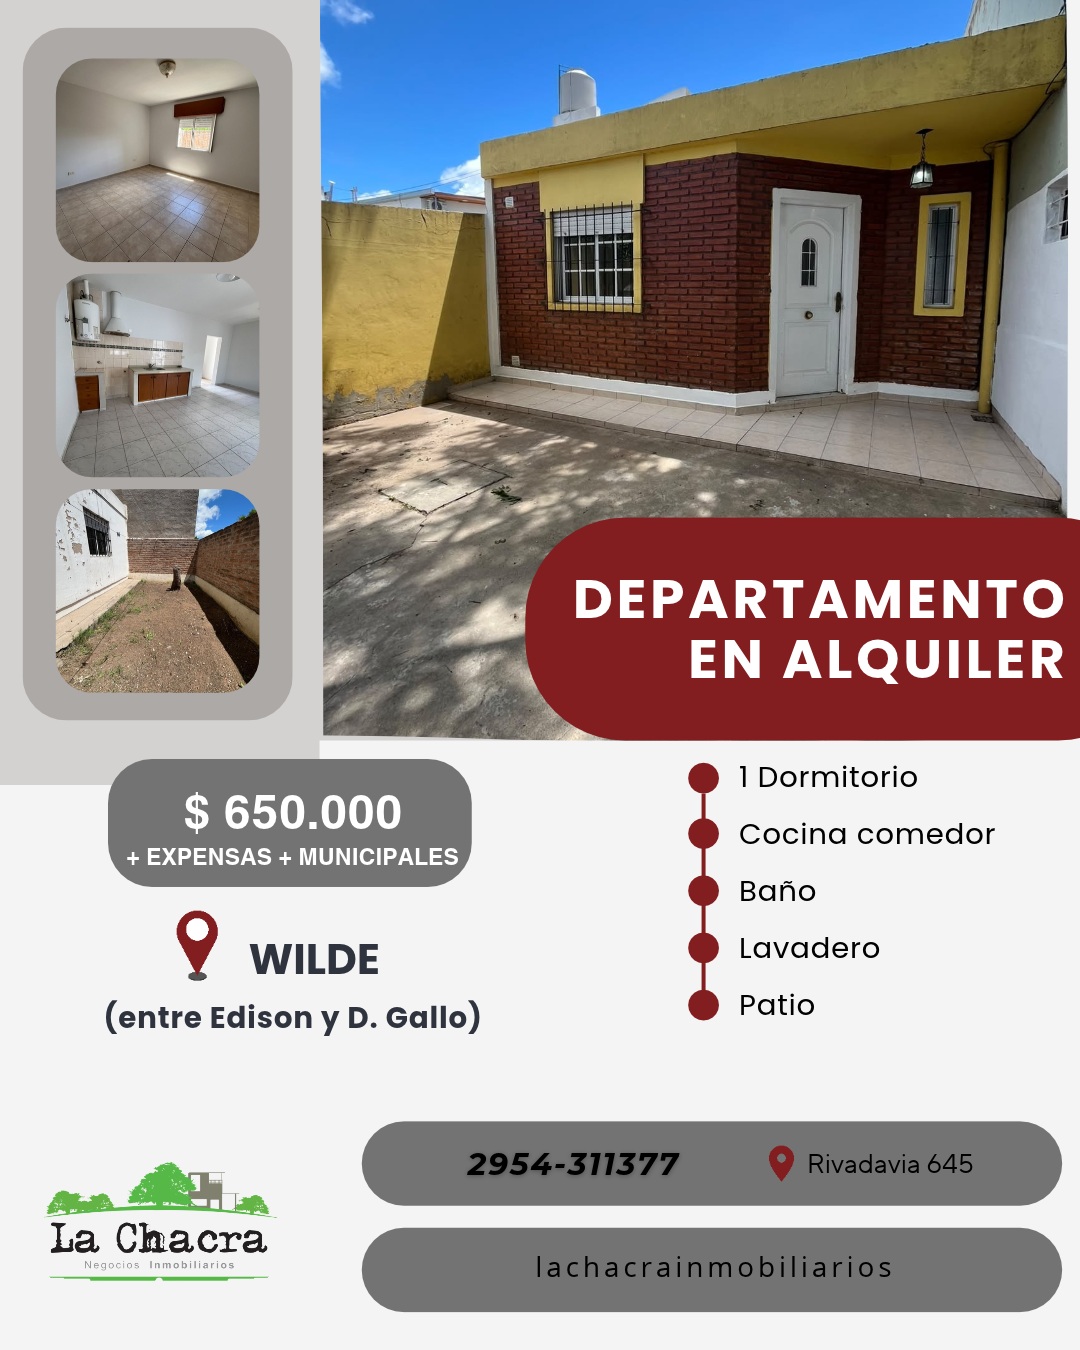 DEPARTAMENTO
EN ALQUILER
$ 650.000
+ EXPENSAS + MUNICIPALES
WILDE
(entre Edison y D. Gallo)
1 Dormitorio
Cocina comedor
Baño
Lavadero
Patio
2954-311377
Rivadavia 645
La Chacra
Negocios Inmobiliarios
lachacrainmobiliarios